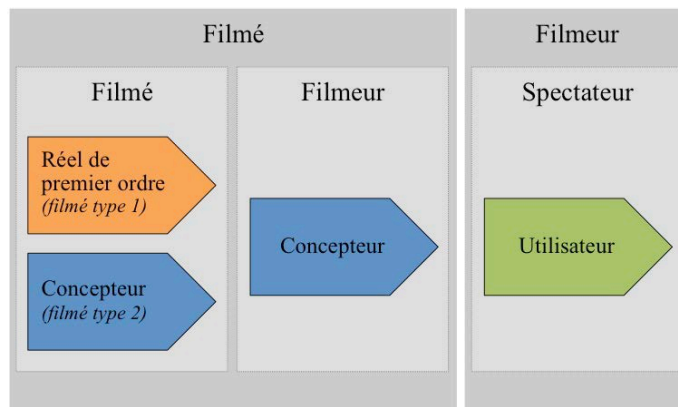 Filmé
Filmeur
Filmé
Filmeur
Spectateur
Réel de
premier ordre
(filmé type 1)
Concepteur
Utilisateur
Concepteur
(filmé type 2)